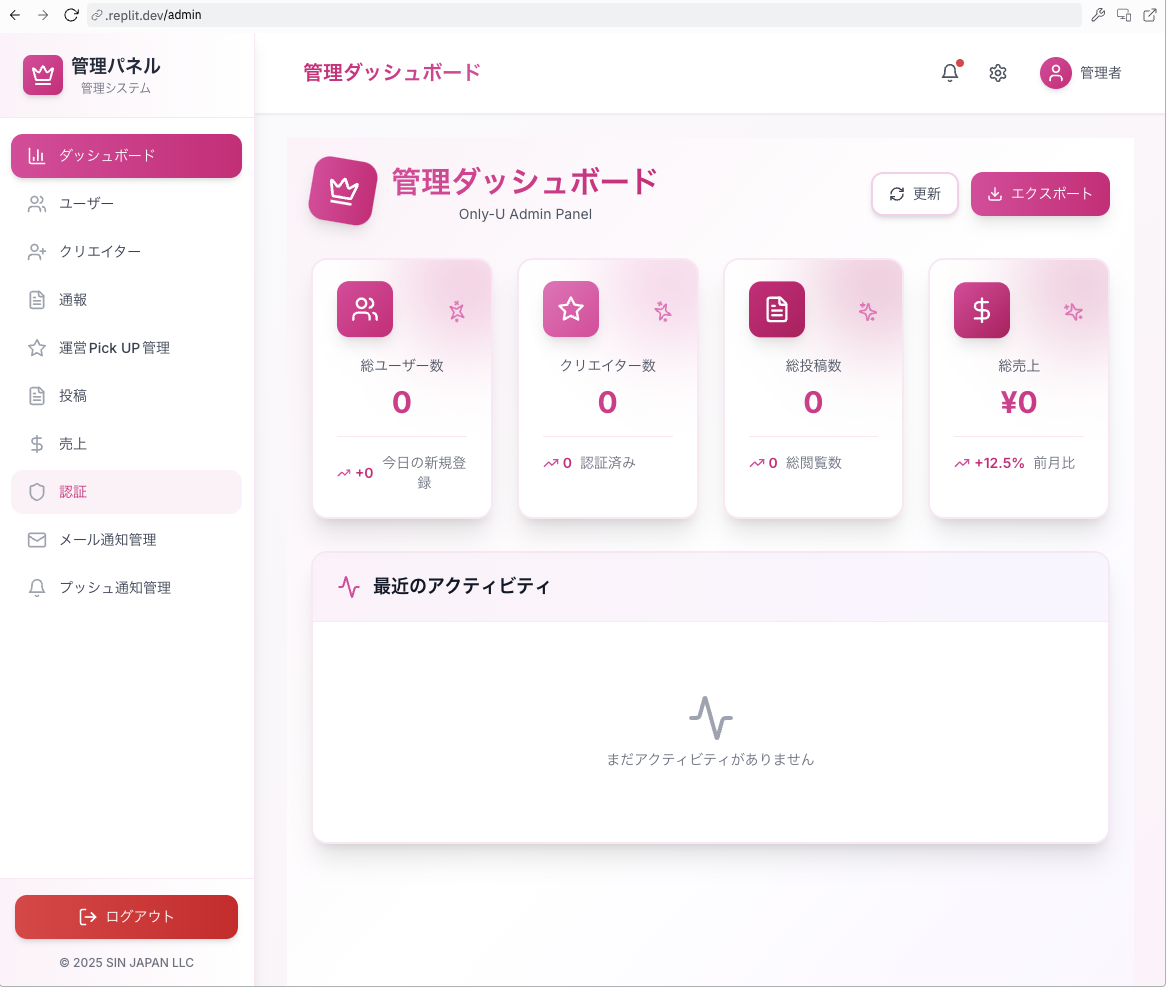 .replit.dev/admin
管理パネル
管理システム
管理ダッシュボード
管理者
ダッシュボード
ユーザー
クリエイター
通報
運営Pick UP管理
投稿
売上
認証
メール通知管理
プッシュ通知管理
ログアウト
© 2025 SIN JAPAN LLC
管理ダッシュボード
Only-U Admin Panel
更新
エクスポート
総ユーザー数
0
+0 今日の新規登
録
クリエイター数
0
0 認証済み
総投稿数
0
0 総閲覧数
総売上
¥0
+12.5% 前月比
最近のアクティビティ
まだアクティビティがありません